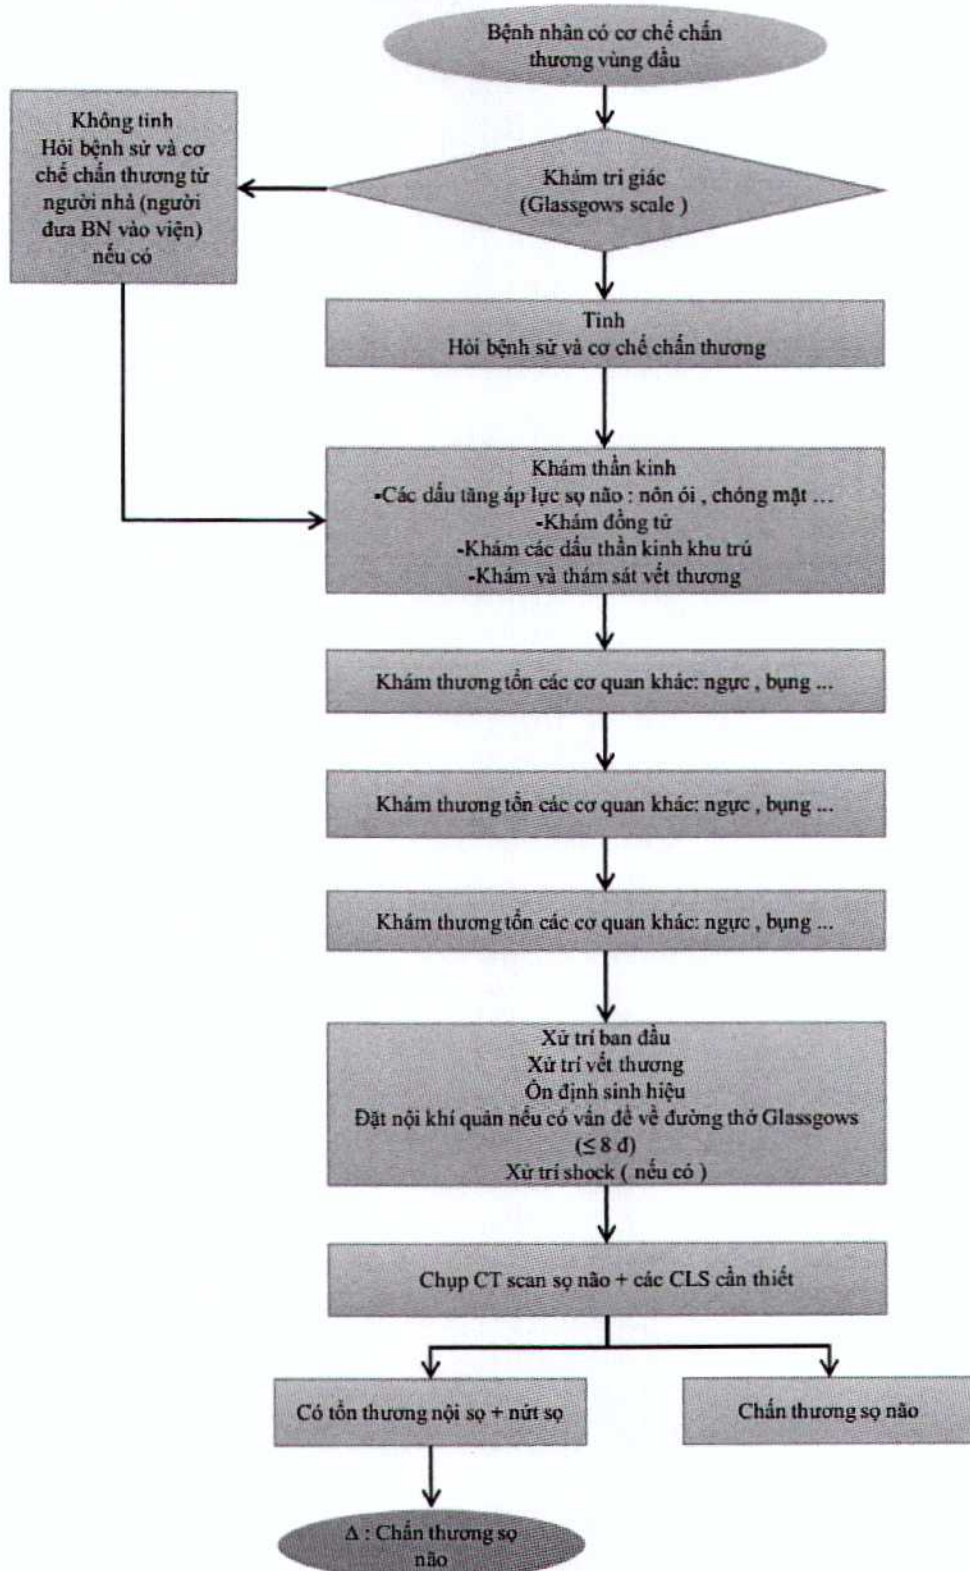 Bệnh nhân có cơ chế chấn
thương vùng đầu
Không tỉnh
Hỏi bệnh sử và cơ
chế chấn thương từ
người nhà (người
đưa BN vào viện)
nếu có
Khám tri giác
(Glassgows scale )
Tỉnh
Hỏi bệnh sử và cơ chế chấn thương
Khám thần kinh
-Các dấu tăng áp lực sọ não : nôn ói , chóng mặt ...
-Khám đồng tử
-Khám các dấu thần kinh khu trú
-Khám và thám sát vết thương
Khám thương tổn các cơ quan khác: ngực , bụng ...
Khám thương tổn các cơ quan khác: ngực , bụng ...
Khám thương tổn các cơ quan khác: ngực , bụng ...
Xử trí ban đầu
Xử trí vết thương
Ổn định sinh hiệu
Đặt nội khí quản nếu có vấn đề về đường thở Glassgows
(≤ 8 đ)
Xử trí shock ( nếu có )
Chụp CT scan sọ não + các CLS cần thiết
Có tổn thương nội sọ + nứt sọ
Chấn thương sọ não
Δ : Chấn thương sọ
não